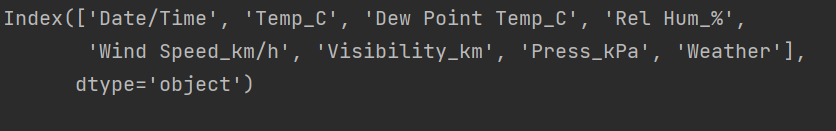 Index(['Date/Time', 'Temp_C', 'Dew Point Temp_C', 'Rel Hum_%',
'Wind Speed_km/h', 'Visibility_km', 'Press_kPa', 'Weather'],
dtype='object')